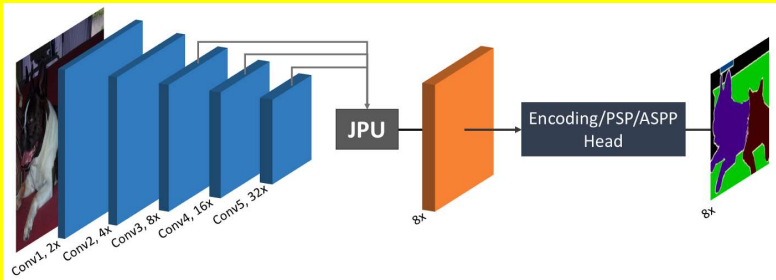 Conv1, 2x
Conv2, 4x
Conv3, 8x
Conv4, 16x
Conv5, 32x
JPU
8x
Encoding/PSP/ASPP
Head
8x